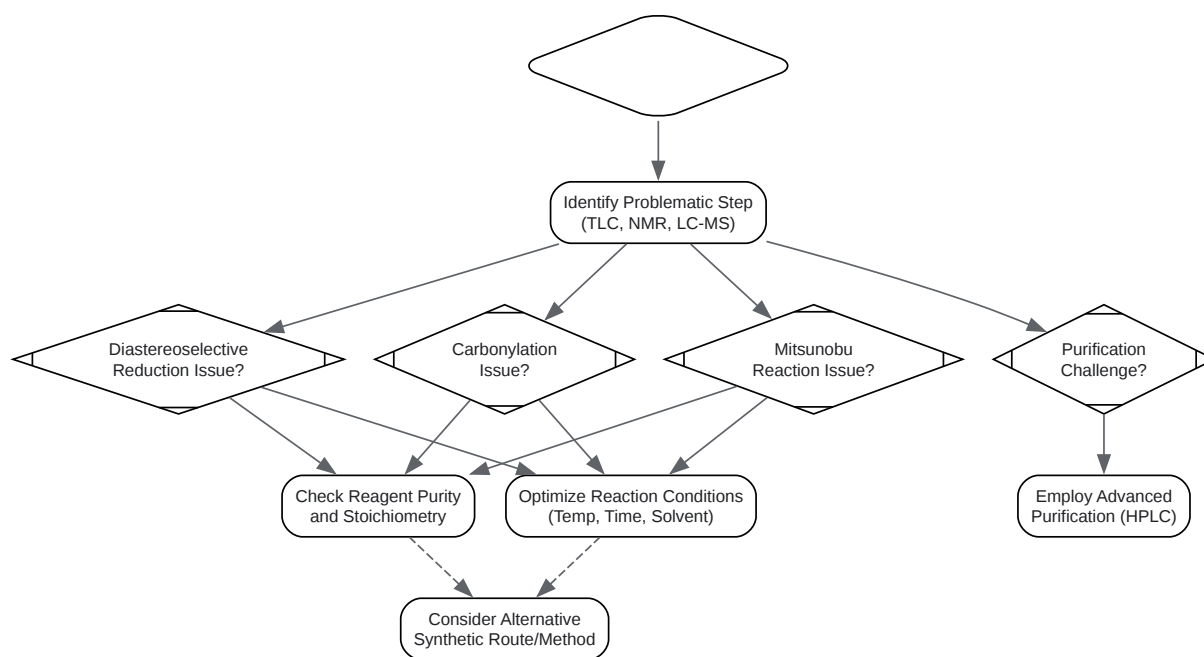 Identify Problematic Step
(TLC, NMR, LC-MS)
Diastereoselective
Reduction Issue?
Carbonylation
Issue?
Mitsunobu
Reaction Issue?
Purification
Challenge?
Check Reagent Purity
and Stoichiometry
Optimize Reaction Conditions
(Temp, Time, Solvent)
Employ Advanced
Purification (HPLC)
Consider Alternative
Synthetic Route/Method